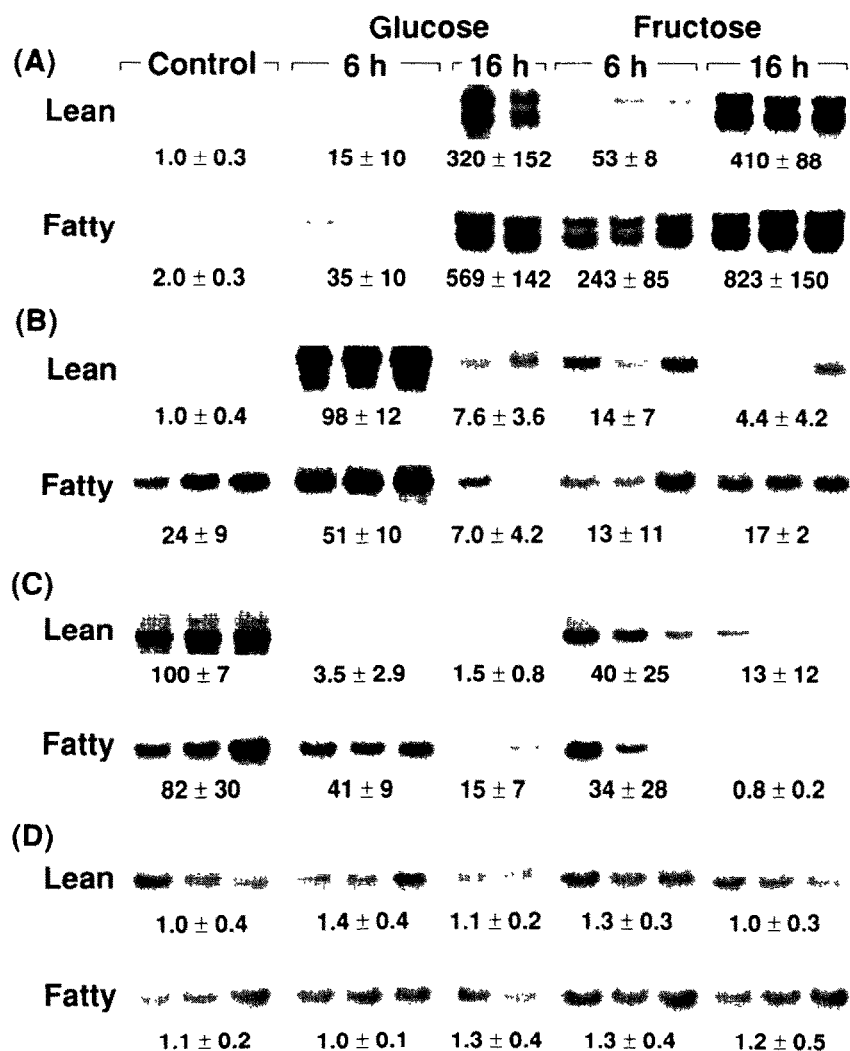 Glucose Fructose
(A) Control 6 h 16 h 6 h 16 h
Lean
1.0 ± 0.3 15 ± 10 320 ± 152 53 ± 8 410 ± 88
Fatty
2.0 ± 0.3 35 ± 10 569 ± 142 243 ± 85 823 ± 150
(B)
Lean
1.0 ± 0.4 98 ± 12 7.6 ± 3.6 14 ± 7 4.4 ± 4.2
Fatty
24 ± 9 51 ± 10 7.0 ± 4.2 13 ± 11 17 ± 2
(C)
Lean
100 ± 7 3.5 ± 2.9 1.5 ± 0.8 40 ± 25 13 ± 12
Fatty
82 ± 30 41 ± 9 15 ± 7 34 ± 28 0.8 ± 0.2
(D)
Lean
1.0 ± 0.4 1.4 ± 0.4 1.1 ± 0.2 1.3 ± 0.3 1.0 ± 0.3
Fatty
1.1 ± 0.2 1.0 ± 0.1 1.3 ± 0.4 1.3 ± 0.4 1.2 ± 0.5